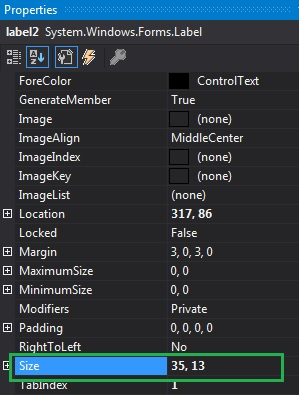 Properties
label2 System.Windows.Forms.Label
ForeColor ControlText
GenerateMember True
Image (none)
ImageAlign MiddleCenter
ImageIndex (none)
ImageKey (none)
ImageList (none)
Location 317, 86
Locked False
Margin 3, 0, 3, 0
MaximumSize 0, 0
MinimumSize 0, 0
Modifiers Private
Padding 0, 0, 0, 0
RightToLeft No
Size 35, 13
TabIndex 1